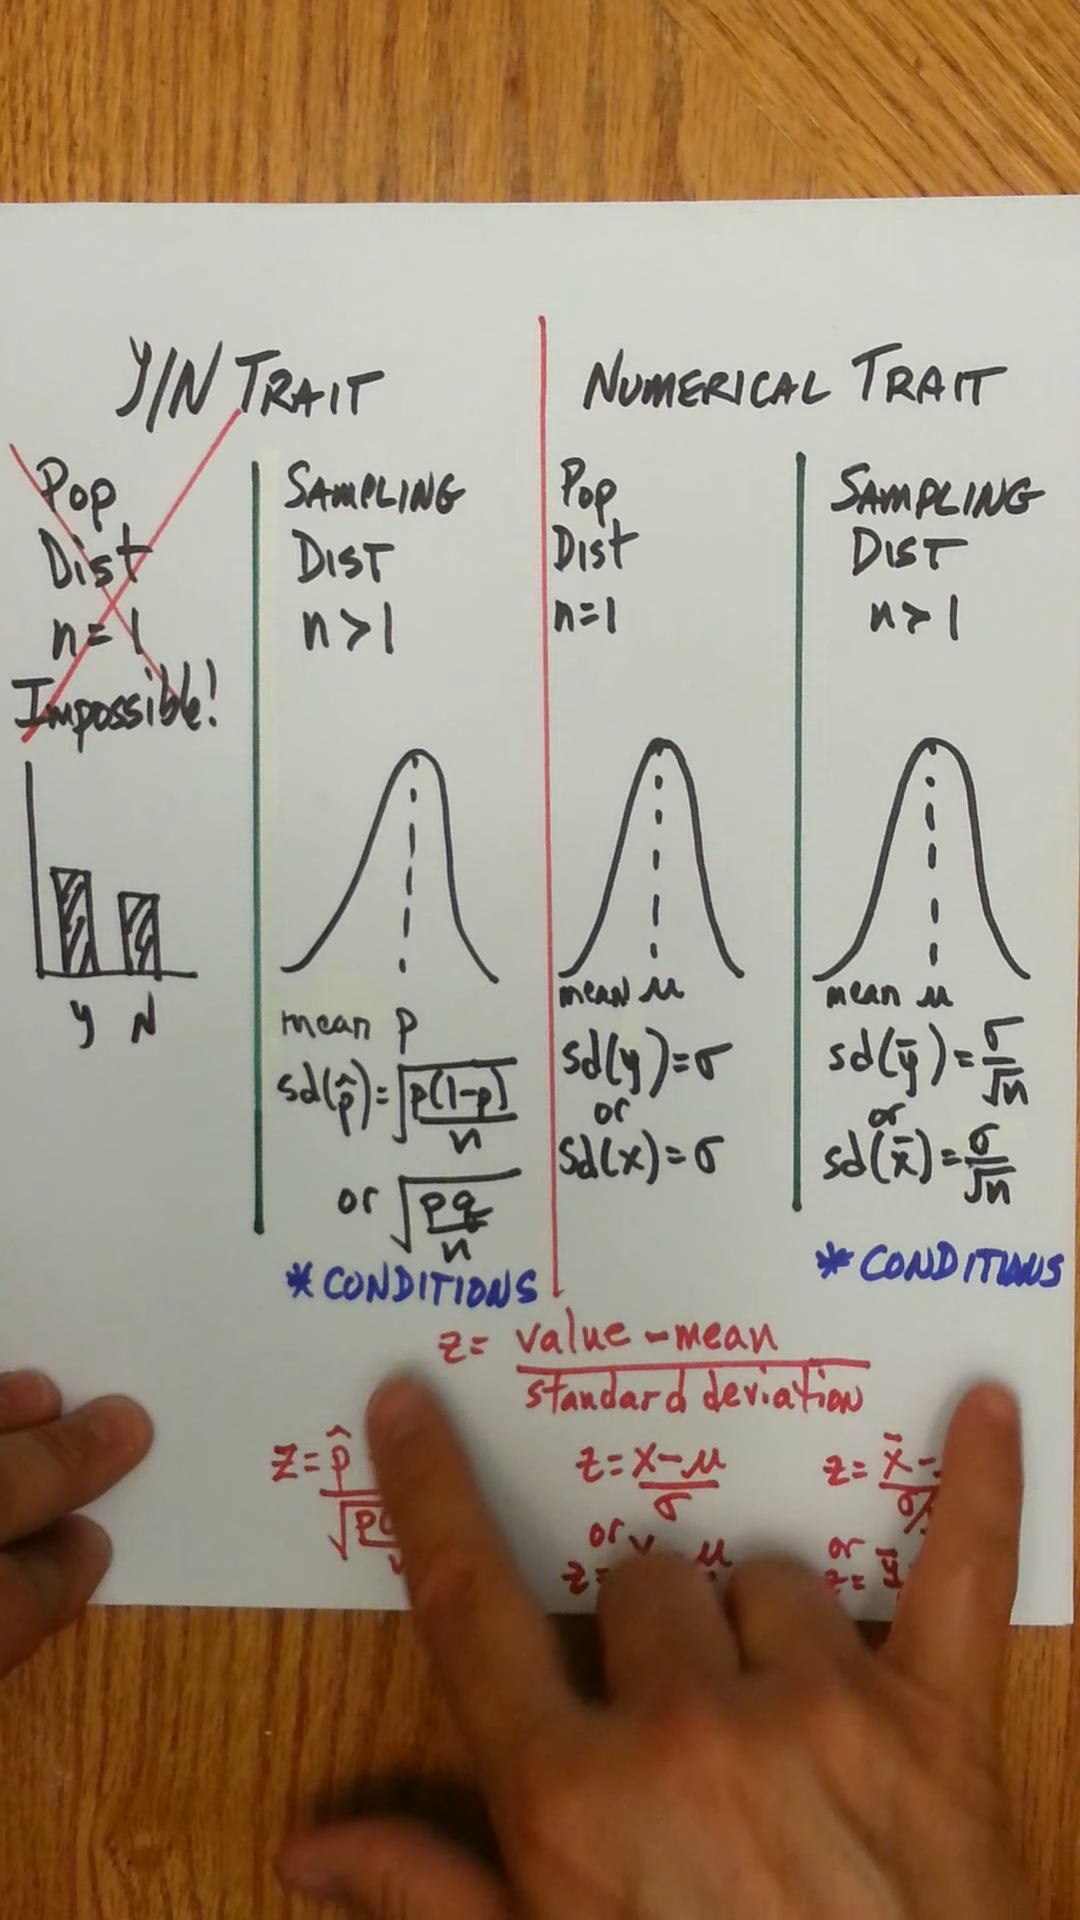 Y/N TRAIT
Pop
Dist
n=1
Impossible!
Y N
SAMPLING
DIST
n>1
mean p
sd(p̂)=√(p(1-p)/n)
or √(pq/n)
*CONDITIONS
NUMERICAL TRAIT
Pop
Dist
n=1
mean μ
sd(y)=σ
or
sd(x)=σ
SAMPLING
DIST
n>1
mean μ
sd(ȳ)=σ/√n
or
sd(x̄)=σ/√n
*CONDITIONS
z= value-mean
standard deviation
z=p̂
√p
z=x-μ
σ
or
z= -μ
z=x̄-
σ/
or
z=ȳ